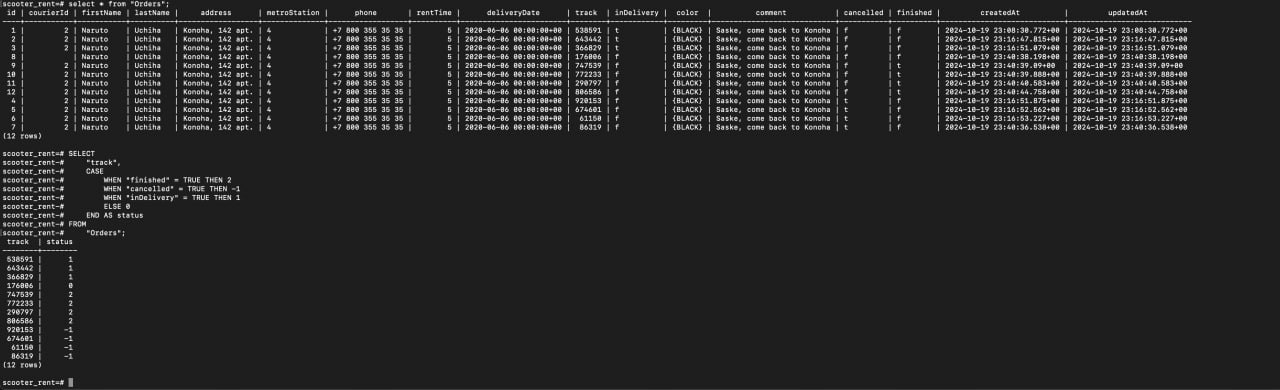 scooter_rent=# select * from "Orders";
id | courierId | firstName | lastName | address | metroStation | phone | rentTime | deliveryDate | track | inDelivery | color | comment | cancelled | finished | createdAt | updatedAt
1 | 2 | Naruto | Uchiha | Konoha, 142 apt. | 4 | +7 800 355 35 35 | 5 | 2020-06-06 00:00:00+00 | 538591 | t | {BLACK} | Saske, come back to Konoha | f | f | 2024-10-19 23:08:30.772+00 | 2024-10-19 23:08:30.772+00
2 | 2 | Naruto | Uchiha | Konoha, 142 apt. | 4 | +7 800 355 35 35 | 5 | 2020-06-06 00:00:00+00 | 643442 | t | {BLACK} | Saske, come back to Konoha | f | f | 2024-10-19 23:16:47.815+00 | 2024-10-19 23:16:47.815+00
3 | 2 | Naruto | Uchiha | Konoha, 142 apt. | 4 | +7 800 355 35 35 | 5 | 2020-06-06 00:00:00+00 | 366829 | t | {BLACK} | Saske, come back to Konoha | f | f | 2024-10-19 23:16:51.079+00 | 2024-10-19 23:16:51.079+00
8 | | Naruto | Uchiha | Konoha, 142 apt. | 4 | +7 800 355 35 35 | 5 | 2020-06-06 00:00:00+00 | 176006 | f | {BLACK} | Saske, come back to Konoha | f | f | 2024-10-19 23:40:38.198+00 | 2024-10-19 23:40:38.198+00
9 | 2 | Naruto | Uchiha | Konoha, 142 apt. | 4 | +7 800 355 35 35 | 5 | 2020-06-06 00:00:00+00 | 747539 | f | {BLACK} | Saske, come back to Konoha | f | t | 2024-10-19 23:40:39.09+00 | 2024-10-19 23:40:39.09+00
10 | 2 | Naruto | Uchiha | Konoha, 142 apt. | 4 | +7 800 355 35 35 | 5 | 2020-06-06 00:00:00+00 | 772233 | f | {BLACK} | Saske, come back to Konoha | f | t | 2024-10-19 23:40:39.888+00 | 2024-10-19 23:40:39.888+00
11 | 2 | Naruto | Uchiha | Konoha, 142 apt. | 4 | +7 800 355 35 35 | 5 | 2020-06-06 00:00:00+00 | 290797 | f | {BLACK} | Saske, come back to Konoha | f | t | 2024-10-19 23:40:40.583+00 | 2024-10-19 23:40:40.583+00
12 | 2 | Naruto | Uchiha | Konoha, 142 apt. | 4 | +7 800 355 35 35 | 5 | 2020-06-06 00:00:00+00 | 806586 | f | {BLACK} | Saske, come back to Konoha | f | t | 2024-10-19 23:40:44.758+00 | 2024-10-19 23:40:44.758+00
4 | 2 | Naruto | Uchiha | Konoha, 142 apt. | 4 | +7 800 355 35 35 | 5 | 2020-06-06 00:00:00+00 | 920153 | f | {BLACK} | Saske, come back to Konoha | t | f | 2024-10-19 23:16:51.875+00 | 2024-10-19 23:16:51.875+00
5 | 2 | Naruto | Uchiha | Konoha, 142 apt. | 4 | +7 800 355 35 35 | 5 | 2020-06-06 00:00:00+00 | 674601 | f | {BLACK} | Saske, come back to Konoha | t | f | 2024-10-19 23:16:52.562+00 | 2024-10-19 23:16:52.562+00
6 | 2 | Naruto | Uchiha | Konoha, 142 apt. | 4 | +7 800 355 35 35 | 5 | 2020-06-06 00:00:00+00 | 61150 | f | {BLACK} | Saske, come back to Konoha | t | f | 2024-10-19 23:16:53.227+00 | 2024-10-19 23:16:53.227+00
7 | 2 | Naruto | Uchiha | Konoha, 142 apt. | 4 | +7 800 355 35 35 | 5 | 2020-06-06 00:00:00+00 | 86319 | f | {BLACK} | Saske, come back to Konoha | t | f | 2024-10-19 23:40:36.538+00 | 2024-10-19 23:40:36.538+00
(12 rows)
scooter_rent=# SELECT
scooter_rent-# "track",
scooter_rent-# CASE
scooter_rent-# WHEN "finished" = TRUE THEN 2
scooter_rent-# WHEN "cancelled" = TRUE THEN -1
scooter_rent-# WHEN "inDelivery" = TRUE THEN 1
scooter_rent-# ELSE 0
scooter_rent-# END AS status
scooter_rent-# FROM
scooter_rent-# "Orders";
track | status
538591 | 1
643442 | 1
366829 | 1
176006 | 0
747539 | 2
772233 | 2
290797 | 2
806586 | 2
920153 | -1
674601 | -1
61150 | -1
86319 | -1
(12 rows)
scooter_rent=#